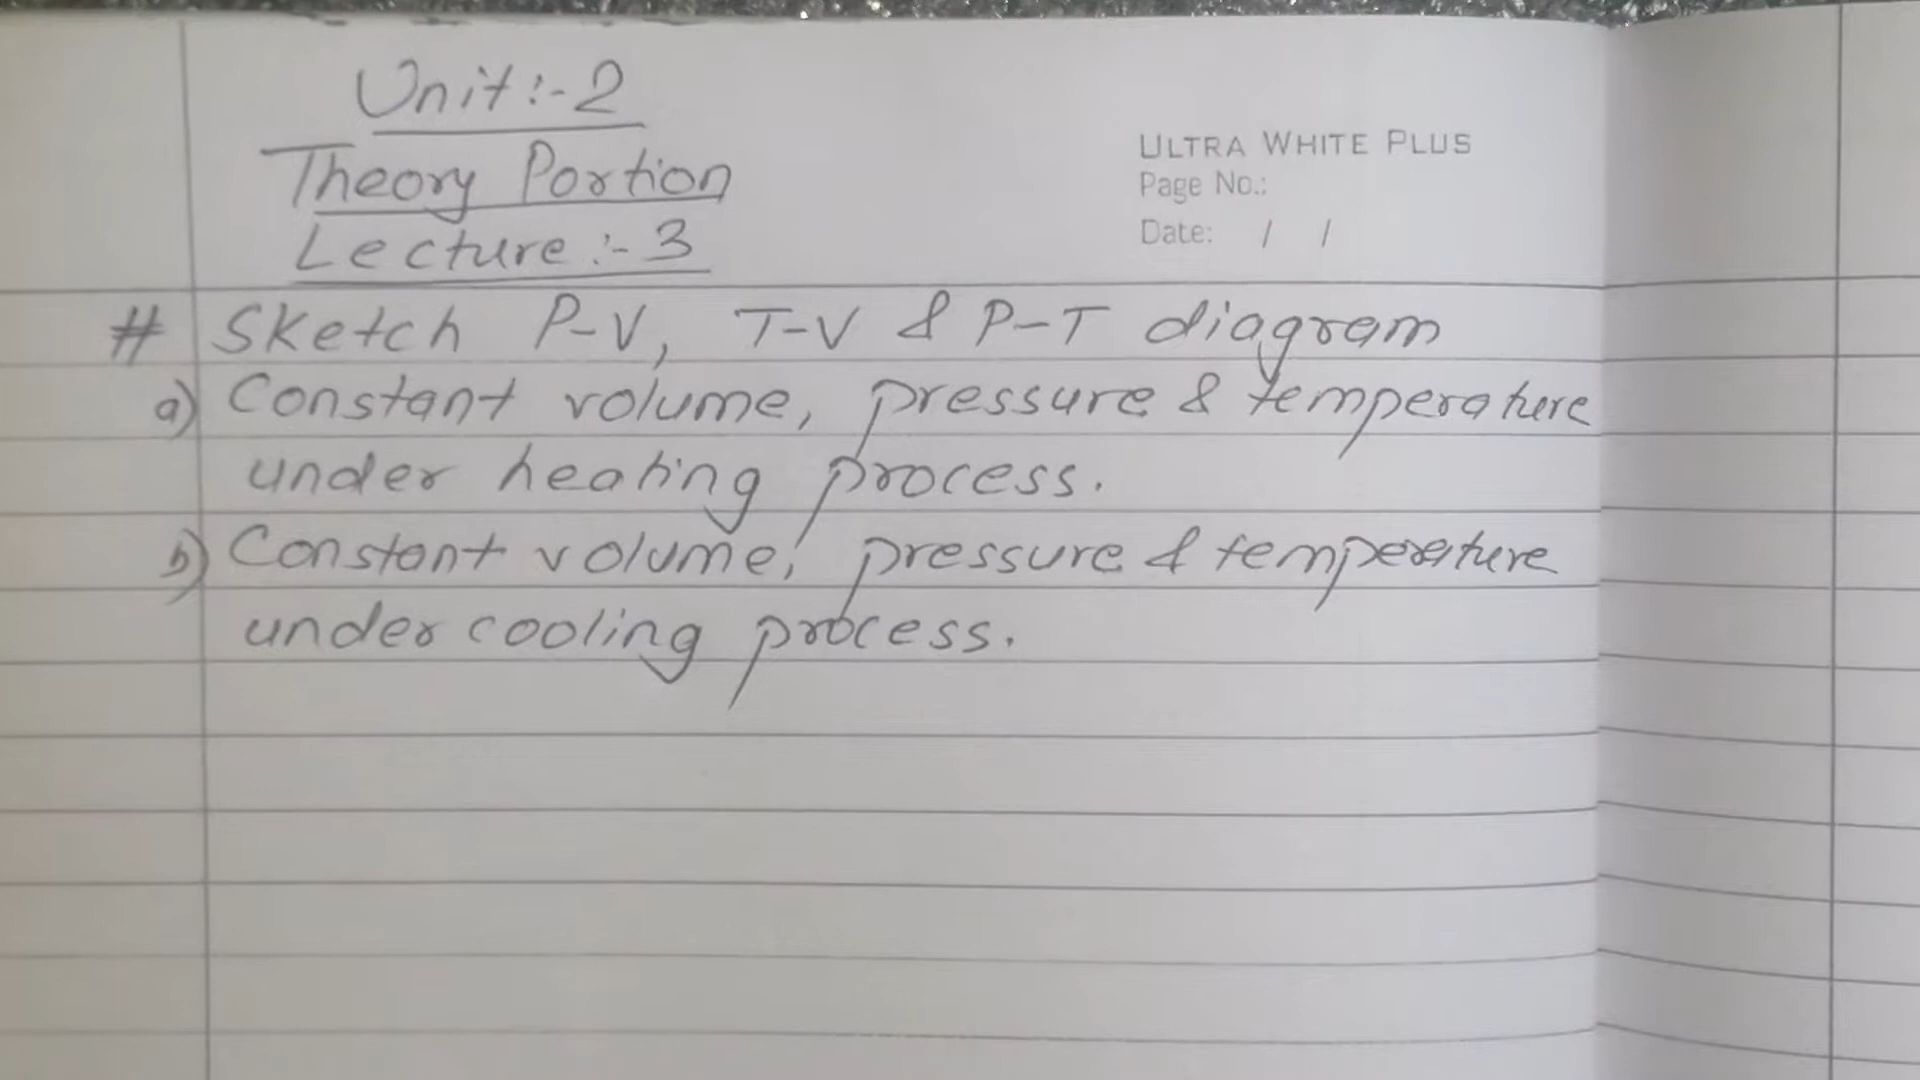 Unit:-2
Theory Portion
Lecture:-3
ULTRA WHITE PLUS
Page No.:
Date: / /
# Sketch P-V, T-V & P-T diagram
a) Constant volume, pressure & temperature
under heating process.
b) Constant volume, pressure & temperature
under cooling process.